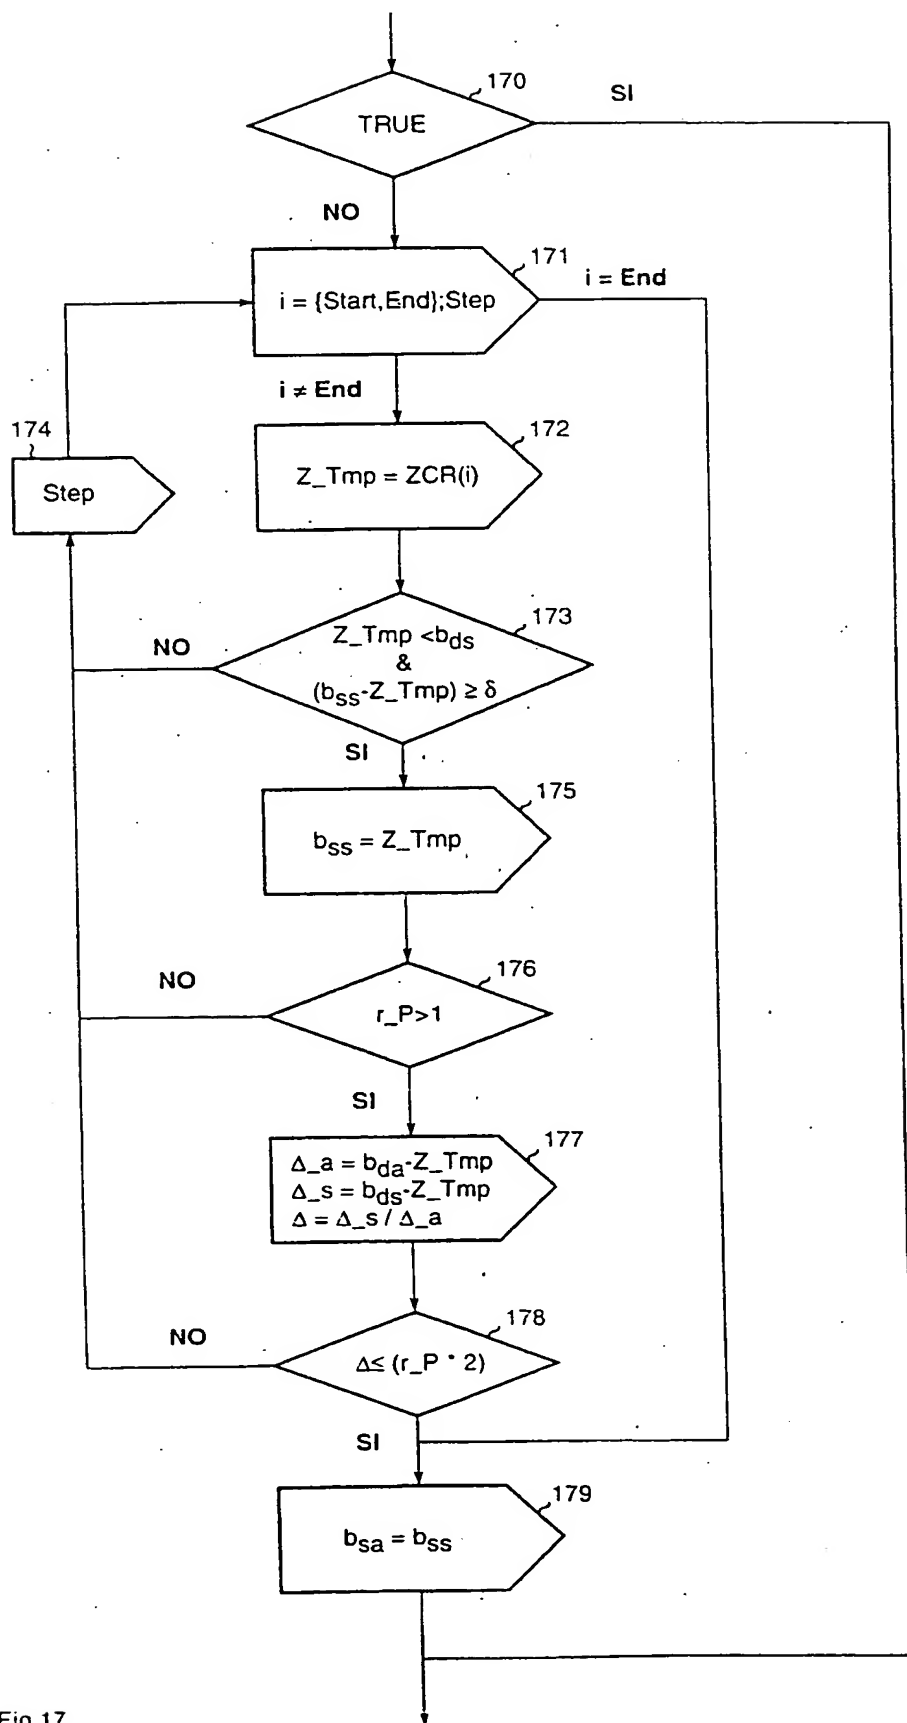 170
SI
TRUE
NO
171
i = {Start,End};Step
i = End
i ≠ End
174
172
Step
Z_Tmp = ZCR(i)
173
NO
Z_Tmp <bds
&
(bss-Z_Tmp) ≥ δ
SI
175
bss = Z_Tmp
176
NO
r_P>1
SI
177
Δ_a = bda-Z_Tmp
Δ_s = bds-Z_Tmp
Δ = Δ_s / Δ_a
178
NO
Δ≤ (r_P * 2)
SI
179
bsa = bss
Fig.17